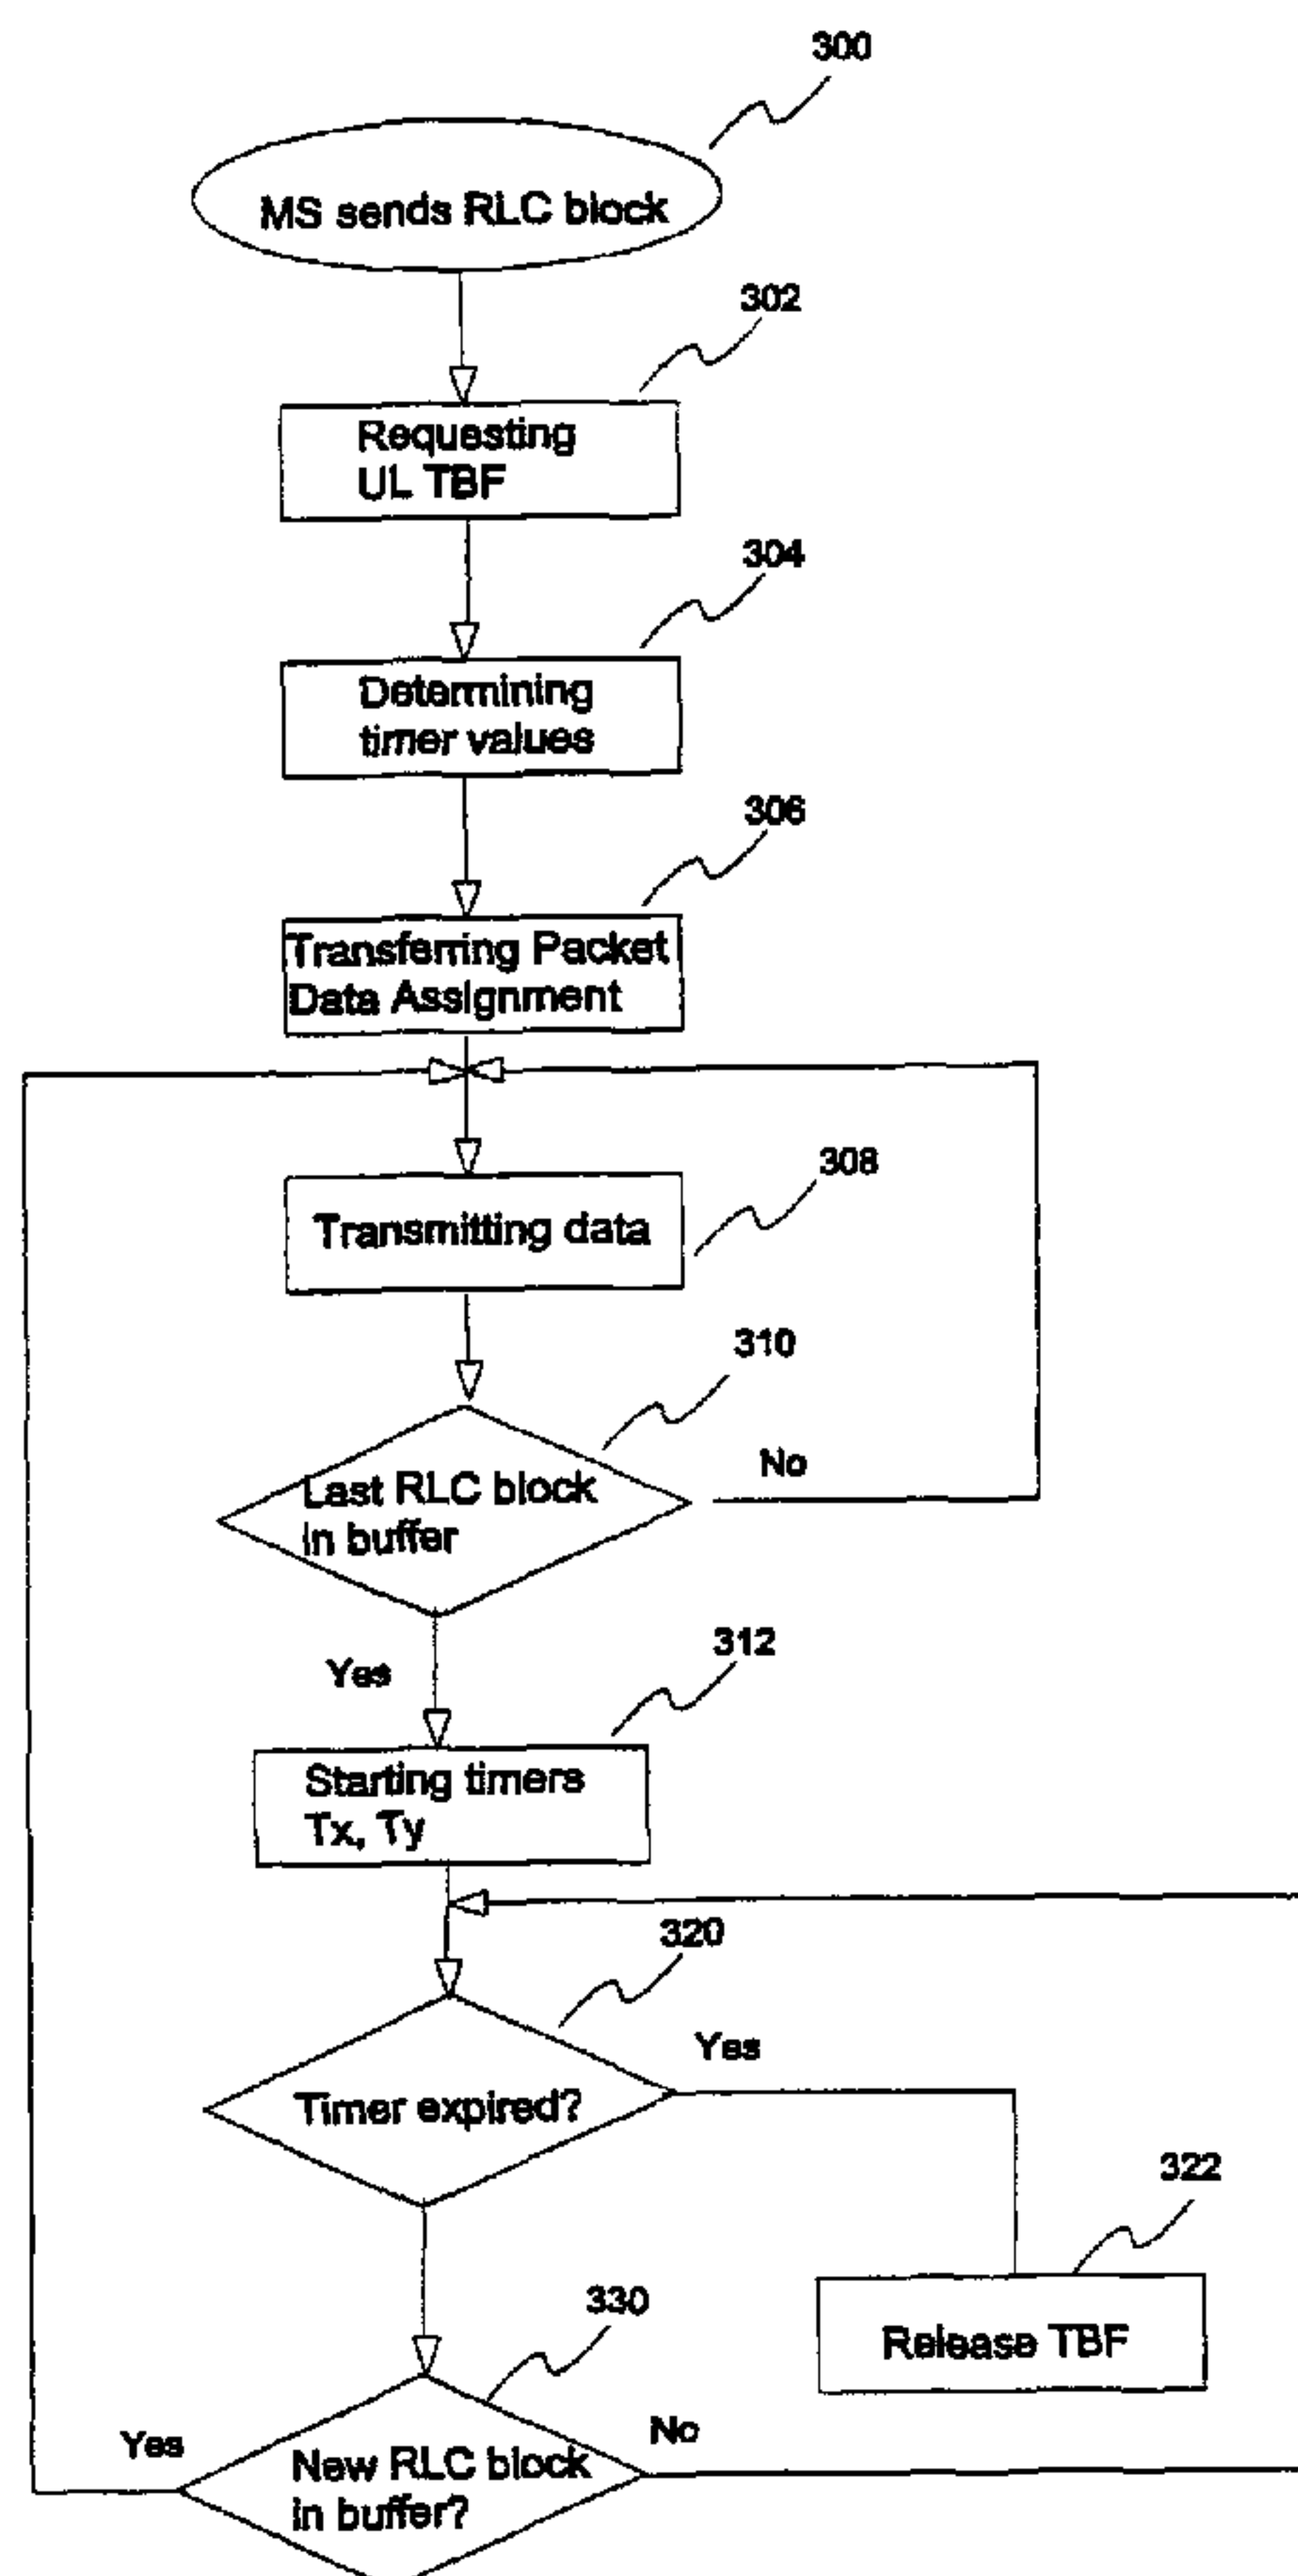 300
MS sends RLC block
302
Requesting
UL TBF
304
Determining
timer values
306
Transferring Packet
Data Assignment
308
Transmitting data
310
No
Last RLC block
in buffer
312
Yes
Starting timers
Tx, Ty
320
Yes
Timer expired?
322
330
Release TBF
Yes
No
New RLC block
in buffer?